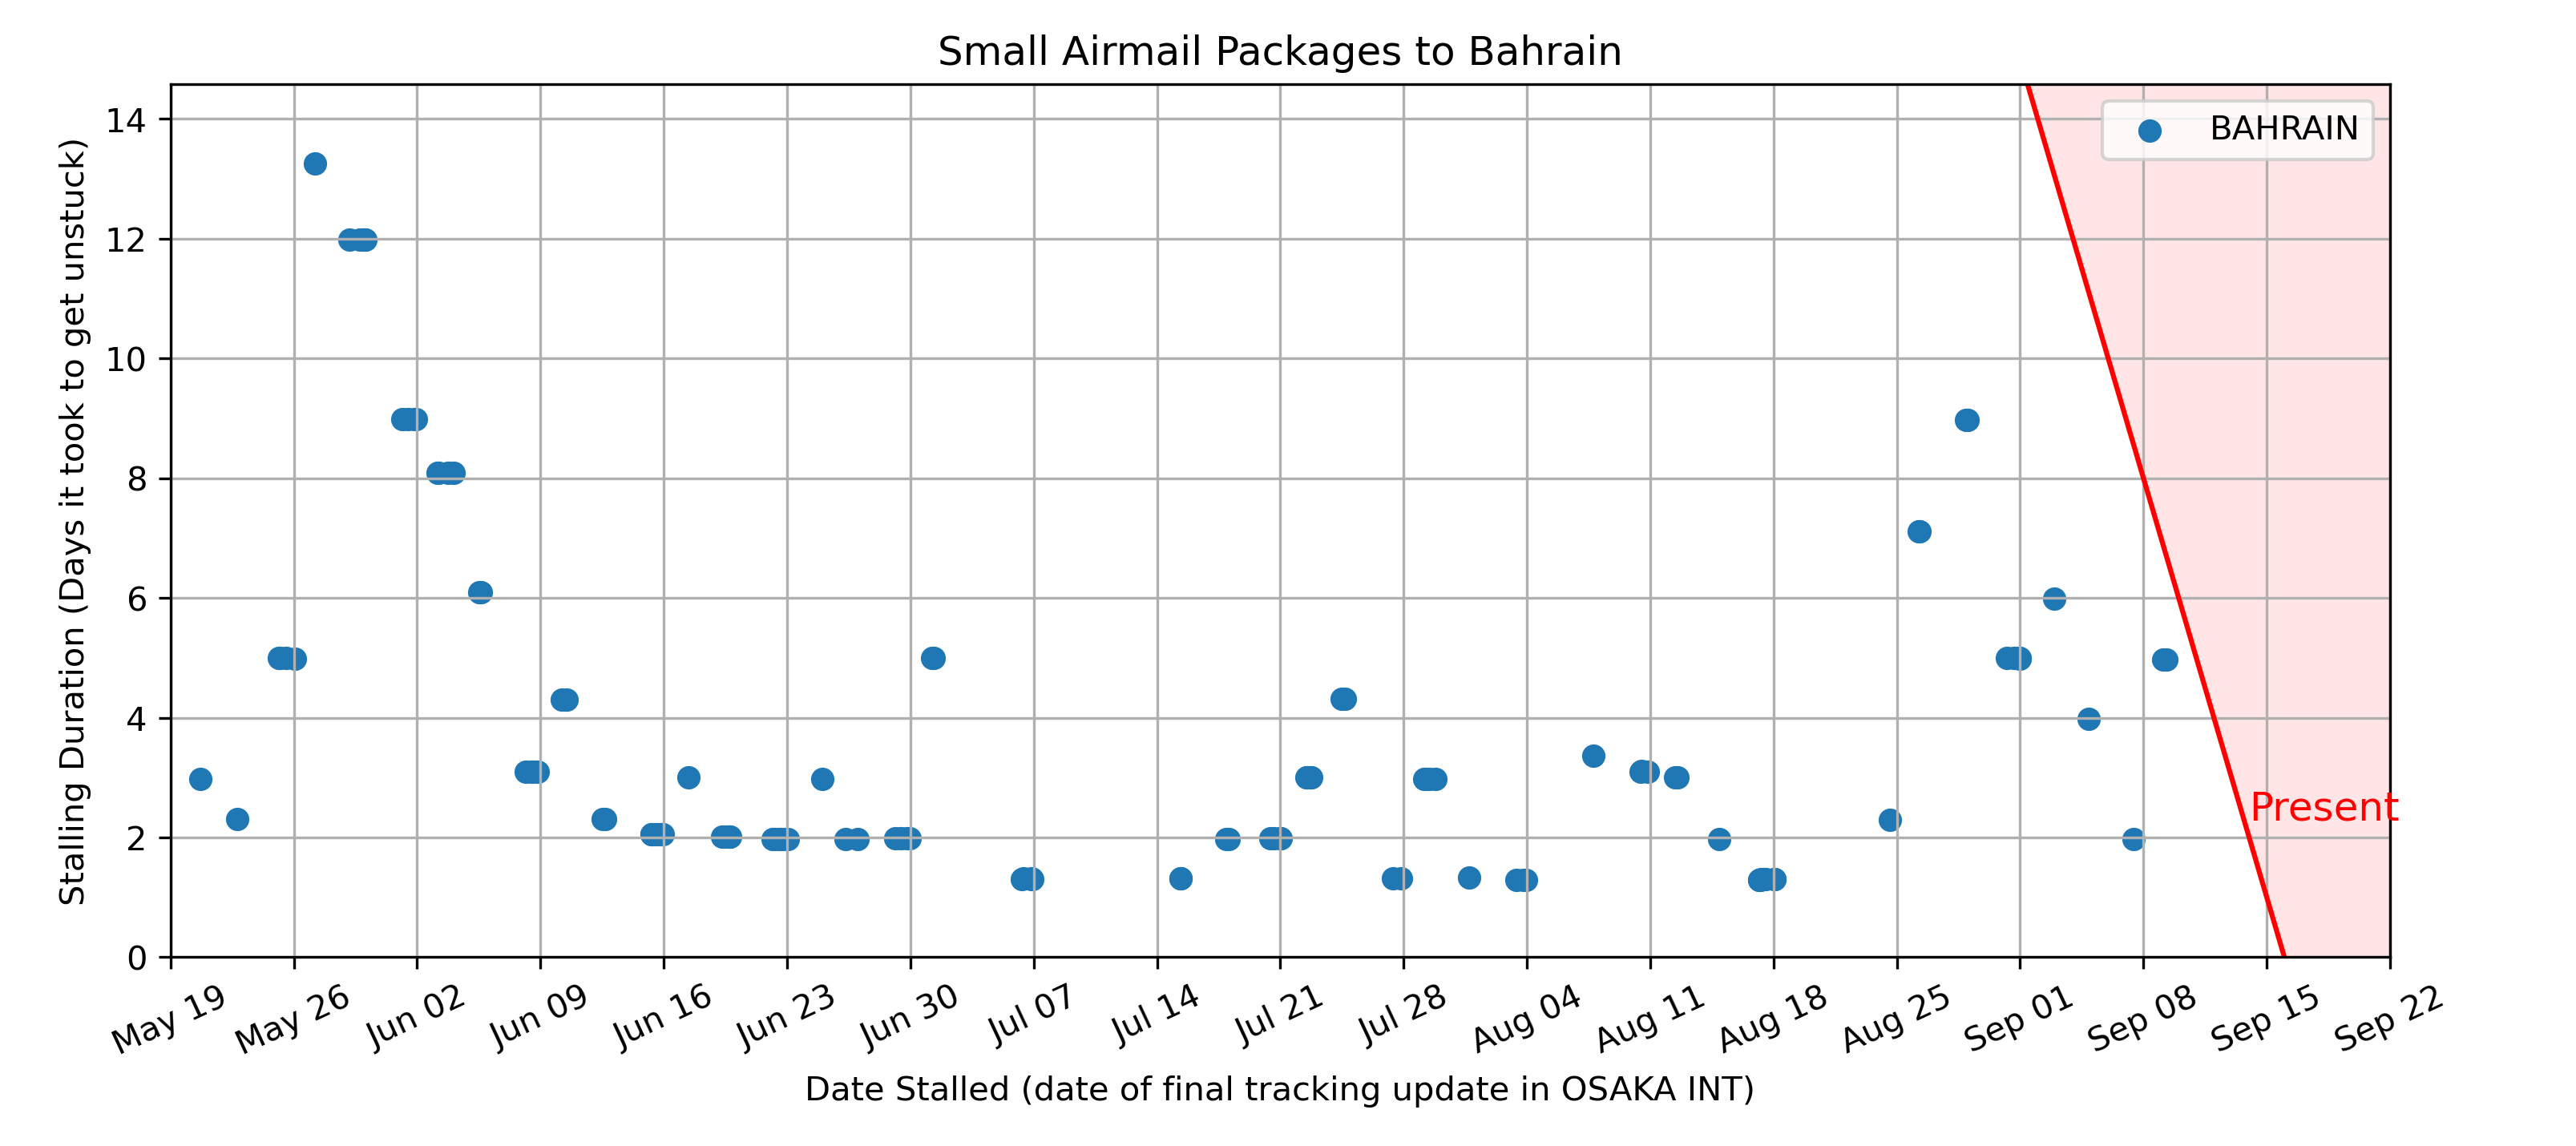 Small Airmail Packages to Bahrain
BAHRAIN
Stalling Duration (Days it took to get unstuck)
14
12
10
8
6
4
2
0
Present
May 19
May 26
Jun 02
Jun 09
Jun 16
Jun 23
Jun 30
Jul 07
Jul 14
Jul 21
Jul 28
Aug 04
Aug 11
Aug 18
Aug 25
Sep 01
Sep 08
Sep 15
Sep 22
Date Stalled (date of final tracking update in OSAKA INT)